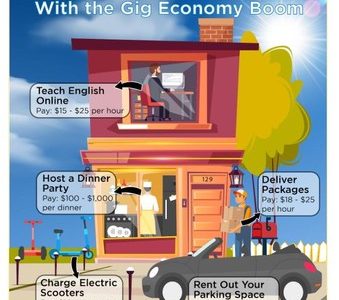 With the Gig Economy Boom
Teach English
Online
Pay: $15 - $25 per hour
Host a Dinner
Party
Pay: $100 - $1,000
per dinner
129
Deliver
Packages
Pay: $18 - $25
per hour
Charge Electric
Scooters
Rent Out Your
Parking Space